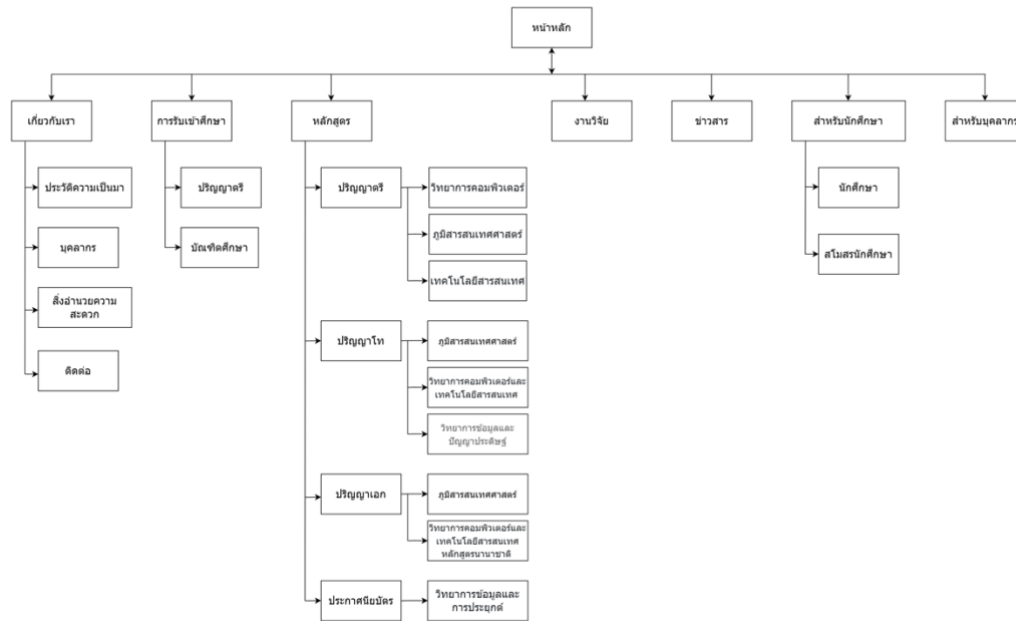 หน้าหลัก
เกี่ยวกับเรา
การรับเข้าศึกษา
หลักสูตร
งานวิจัย
ข่าวสาร
สำหรับนักศึกษา
สำหรับบุคลากร
ประวัติความเป็นมา
บุคลากร
สิ่งอำนวยความ
สะดวก
ติดต่อ
ปริญญาตรี
บัณฑิตศึกษา
ปริญญาตรี
วิทยาการคอมพิวเตอร์
ภูมิสารสนเทศศาสตร์
เทคโนโลยีสารสนเทศ
ปริญญาโท
ภูมิสารสนเทศศาสตร์
วิทยาการคอมพิวเตอร์และ
เทคโนโลยีสารสนเทศ
วิทยาการข้อมูลและ
ปัญญาประดิษฐ์
ปริญญาเอก
ภูมิสารสนเทศศาสตร์
วิทยาการคอมพิวเตอร์และ
เทคโนโลยีสารสนเทศ
หลักสูตรนานาชาติ
ประกาศนียบัตร
วิทยาการข้อมูลและ
การประยุกต์
นักศึกษา
สโมสรนักศึกษา